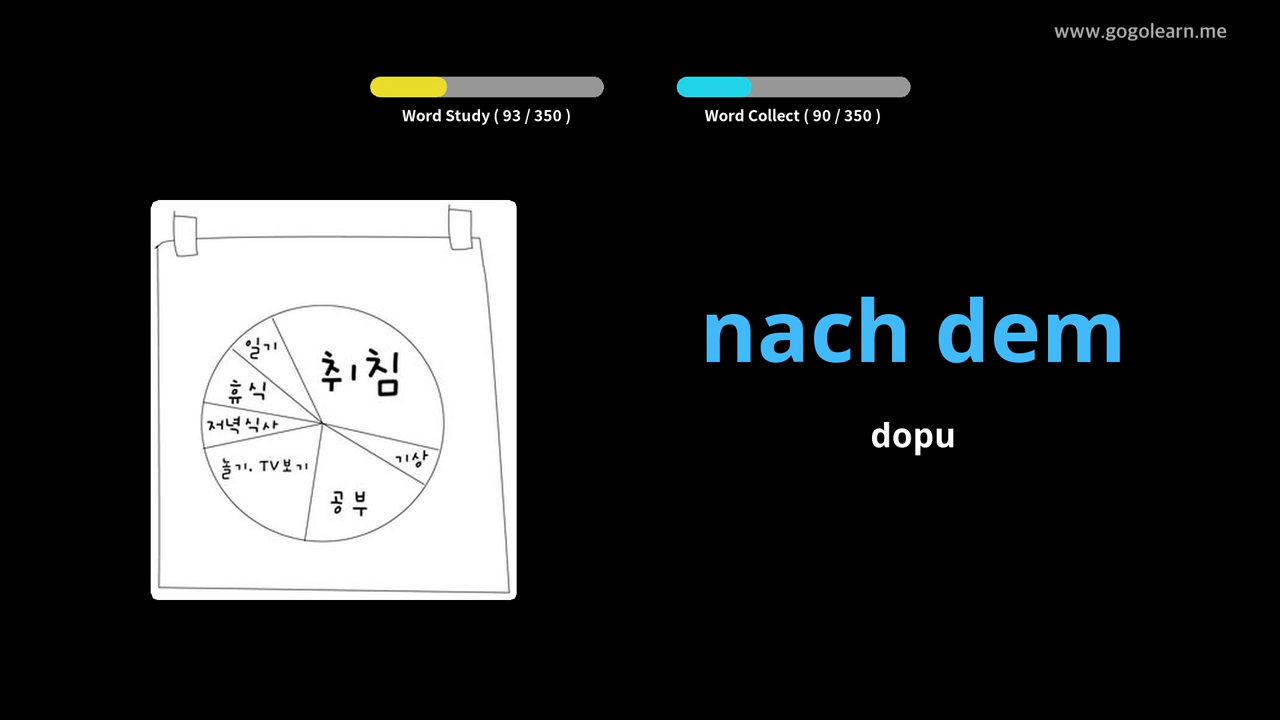 www.gogolearn.me
Word Study ( 93 / 350 )
Word Collect ( 90 / 350 )
일기
취침
휴식
저녁식사
놀기. TV보기
기상
공부
nach dem
dopu